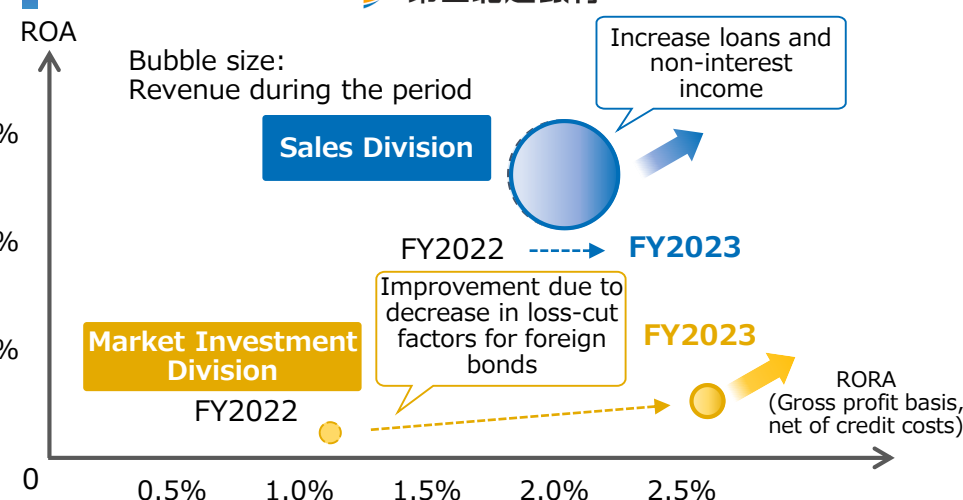 ROA
Bubble size:
Revenue during the period
Increase loans and
non-interest
income
Sales Division
%
%
%
FY2022
FY2023
Improvement due to
decrease in loss-cut
factors for foreign
bonds
Market Investment
Division
FY2022
FY2023
RORA
(Gross profit basis,
net of credit costs)
0
0.5%
1.0%
1.5%
2.0%
2.5%